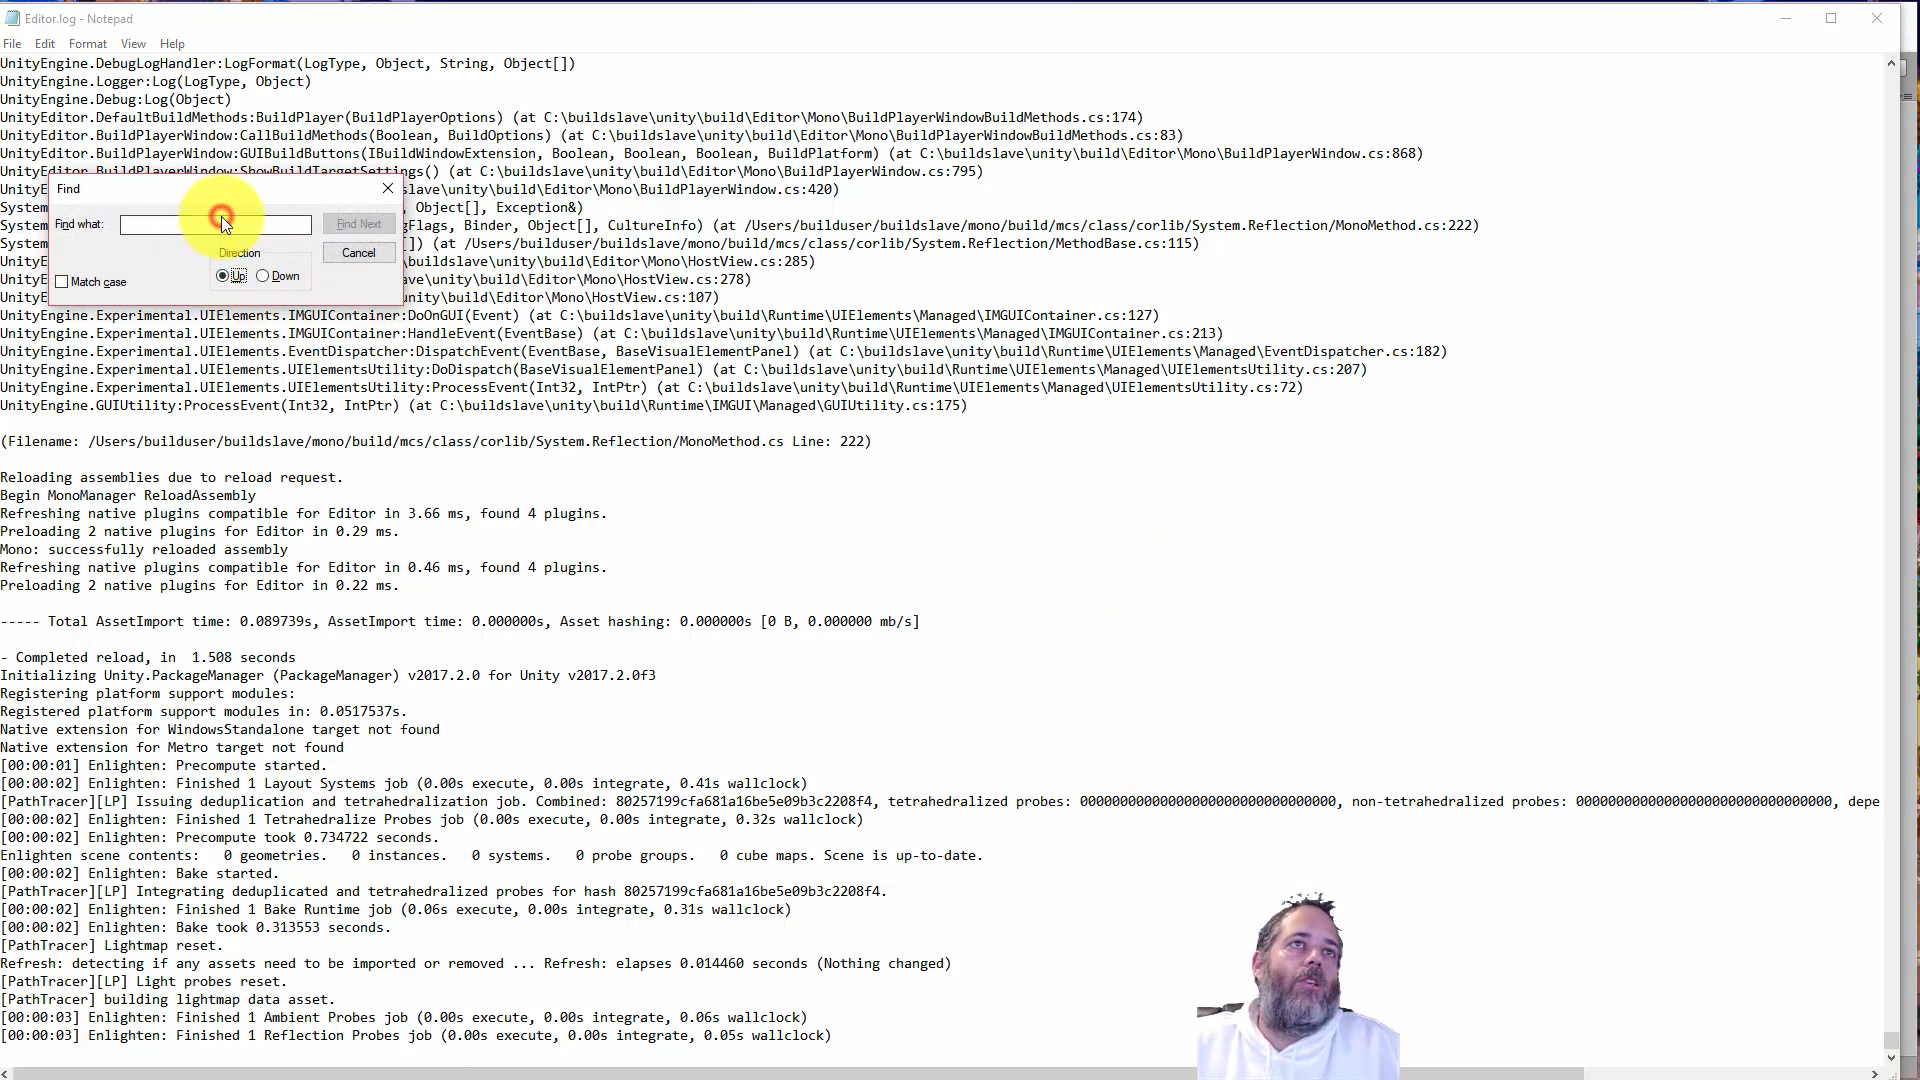 Editor.log - Notepad
File Edit Format View Help
UnityEngine.DebugLogHandler:LogFormat(LogType, Object, String, Object[])
UnityEngine.Logger:Log(LogType, Object)
UnityEngine.Debug:Log(Object)
UnityEditor.DefaultBuildMethods:BuildPlayer(BuildPlayerOptions) (at C:\buildslave\unity\build\Editor\Mono\BuildPlayerWindowBuildMethods.cs:174)
UnityEditor.BuildPlayerWindow:CallBuildMethods(Boolean, BuildOptions) (at C:\buildslave\unity\build\Editor\Mono\BuildPlayerWindowBuildMethods.cs:83)
UnityEditor.BuildPlayerWindow:GUIBuildButtons(IBuildWindowExtension, Boolean, Boolean, Boolean, BuildPlatform) (at C:\buildslave\unity\build\Editor\Mono\BuildPlayerWindow.cs:868)
UnityEditor.BuildPlayerWindow:ShowBuildTargetSettings() (at C:\buildslave\unity\build\Editor\Mono\BuildPlayerWindow.cs:795)
UnityE slave\unity\build\Editor\Mono\BuildPlayerWindow.cs:420)
System , Object[], Exception&)
System gFlags, Binder, Object[], CultureInfo) (at /Users/builduser/buildslave/mono/build/mcs/class/corlib/System.Reflection/MonoMethod.cs:222)
System []) (at /Users/builduser/buildslave/mono/build/mcs/class/corlib/System.Reflection/MethodBase.cs:115)
UnityE unity\build\Editor\Mono\HostView.cs:285)
UnityE ity\build\Editor\Mono\HostView.cs:278)
UnityE nity\build\Editor\Mono\HostView.cs:107)
Find
Find what:
Find Next
Direction
Cancel
Up Down
Match case
UnityEngine.Experimental.UIElements.IMGUIContainer:DoOnGUI(Event) (at C:\buildslave\unity\build\Runtime\UIElements\Managed\IMGUIContainer.cs:127)
UnityEngine.Experimental.UIElements.IMGUIContainer:HandleEvent(EventBase) (at C:\buildslave\unity\build\Runtime\UIElements\Managed\IMGUIContainer.cs:213)
UnityEngine.Experimental.UIElements.EventDispatcher:DispatchEvent(EventBase, BaseVisualElementPanel) (at C:\buildslave\unity\build\Runtime\UIElements\Managed\EventDispatcher.cs:182)
UnityEngine.Experimental.UIElements.UIElementsUtility:DoDispatch(BaseVisualElementPanel) (at C:\buildslave\unity\build\Runtime\UIElements\Managed\UIElementsUtility.cs:207)
UnityEngine.Experimental.UIElements.UIElementsUtility:ProcessEvent(Int32, IntPtr) (at C:\buildslave\unity\build\Runtime\UIElements\Managed\UIElementsUtility.cs:72)
UnityEngine.GUIUtility:ProcessEvent(Int32, IntPtr) (at C:\buildslave\unity\build\Runtime\IMGUI\Managed\GUIUtility.cs:175)
(Filename: /Users/builduser/buildslave/mono/build/mcs/class/corlib/System.Reflection/MonoMethod.cs Line: 222)
Reloading assemblies due to reload request.
Begin MonoManager ReloadAssembly
Refreshing native plugins compatible for Editor in 3.66 ms, found 4 plugins.
Preloading 2 native plugins for Editor in 0.29 ms.
Mono: successfully reloaded assembly
Refreshing native plugins compatible for Editor in 0.46 ms, found 4 plugins.
Preloading 2 native plugins for Editor in 0.22 ms.
----- Total AssetImport time: 0.089739s, AssetImport time: 0.000000s, Asset hashing: 0.000000s [0 B, 0.000000 mb/s]
- Completed reload, in  1.508 seconds
Initializing Unity.PackageManager (PackageManager) v2017.2.0 for Unity v2017.2.0f3
Registering platform support modules:
Registered platform support modules in: 0.0517537s.
Native extension for WindowsStandalone target not found
Native extension for Metro target not found
[00:00:01] Enlighten: Precompute started.
[00:00:02] Enlighten: Finished 1 Layout Systems job (0.00s execute, 0.00s integrate, 0.41s wallclock)
[PathTracer][LP] Issuing deduplication and tetrahedralization job. Combined: 80257199cfa681a16be5e09b3c2208f4, tetrahedralized probes: 00000000000000000000000000000000, non-tetrahedralized probes: 00000000000000000000000000000000, depe
[00:00:02] Enlighten: Finished 1 Tetrahedralize Probes job (0.00s execute, 0.00s integrate, 0.32s wallclock)
[00:00:02] Enlighten: Precompute took 0.734722 seconds.
Enlighten scene contents:   0 geometries.   0 instances.   0 systems.   0 probe groups.   0 cube maps. Scene is up-to-date.
[00:00:02] Enlighten: Bake started.
[PathTracer][LP] Integrating deduplicated and tetrahedralized probes for hash 80257199cfa681a16be5e09b3c2208f4.
[00:00:02] Enlighten: Finished 1 Bake Runtime job (0.06s execute, 0.00s integrate, 0.31s wallclock)
[00:00:02] Enlighten: Bake took 0.313553 seconds.
[PathTracer] Lightmap reset.
Refresh: detecting if any assets need to be imported or removed ... Refresh: elapses 0.014460 seconds (Nothing changed)
[PathTracer][LP] Light probes reset.
[PathTracer] building lightmap data asset.
[00:00:03] Enlighten: Finished 1 Ambient Probes job (0.00s execute, 0.00s integrate, 0.06s wallclock)
[00:00:03] Enlighten: Finished 1 Reflection Probes job (0.00s execute, 0.00s integrate, 0.05s wallclock)